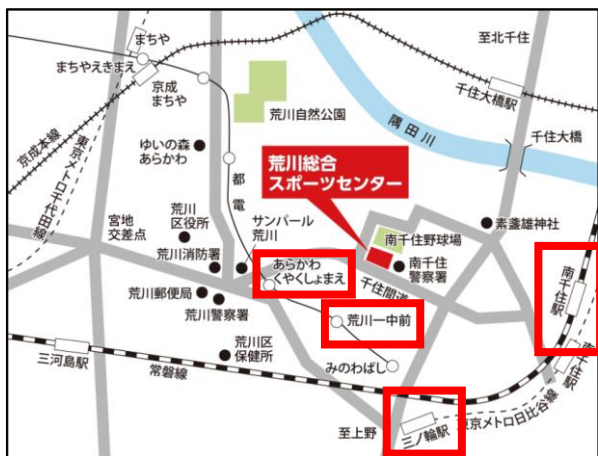 まちや
まちやえきまえ
京成
まちや
京成本線
東京メトロ千代田線
荒川自然公園
ゆいの森
あらかわ
都電
至北千住
千住大橋駅
隅田川
千住大橋
荒川総合
スポーツセンター
宮地
交差点
荒川
区役所
サンパール
荒川
荒川消防署
あらかわ
くやくしょまえ
南千住野球場
南千住
警察署
素盞雄神社
千住間道
南千住駅
南千住駅
荒川郵便局
荒川警察署
荒川一中前
荒川区
保健所
みのわばし
三河島駅
常磐線
至上野
三ノ輪駅
東京メトロ日比谷線